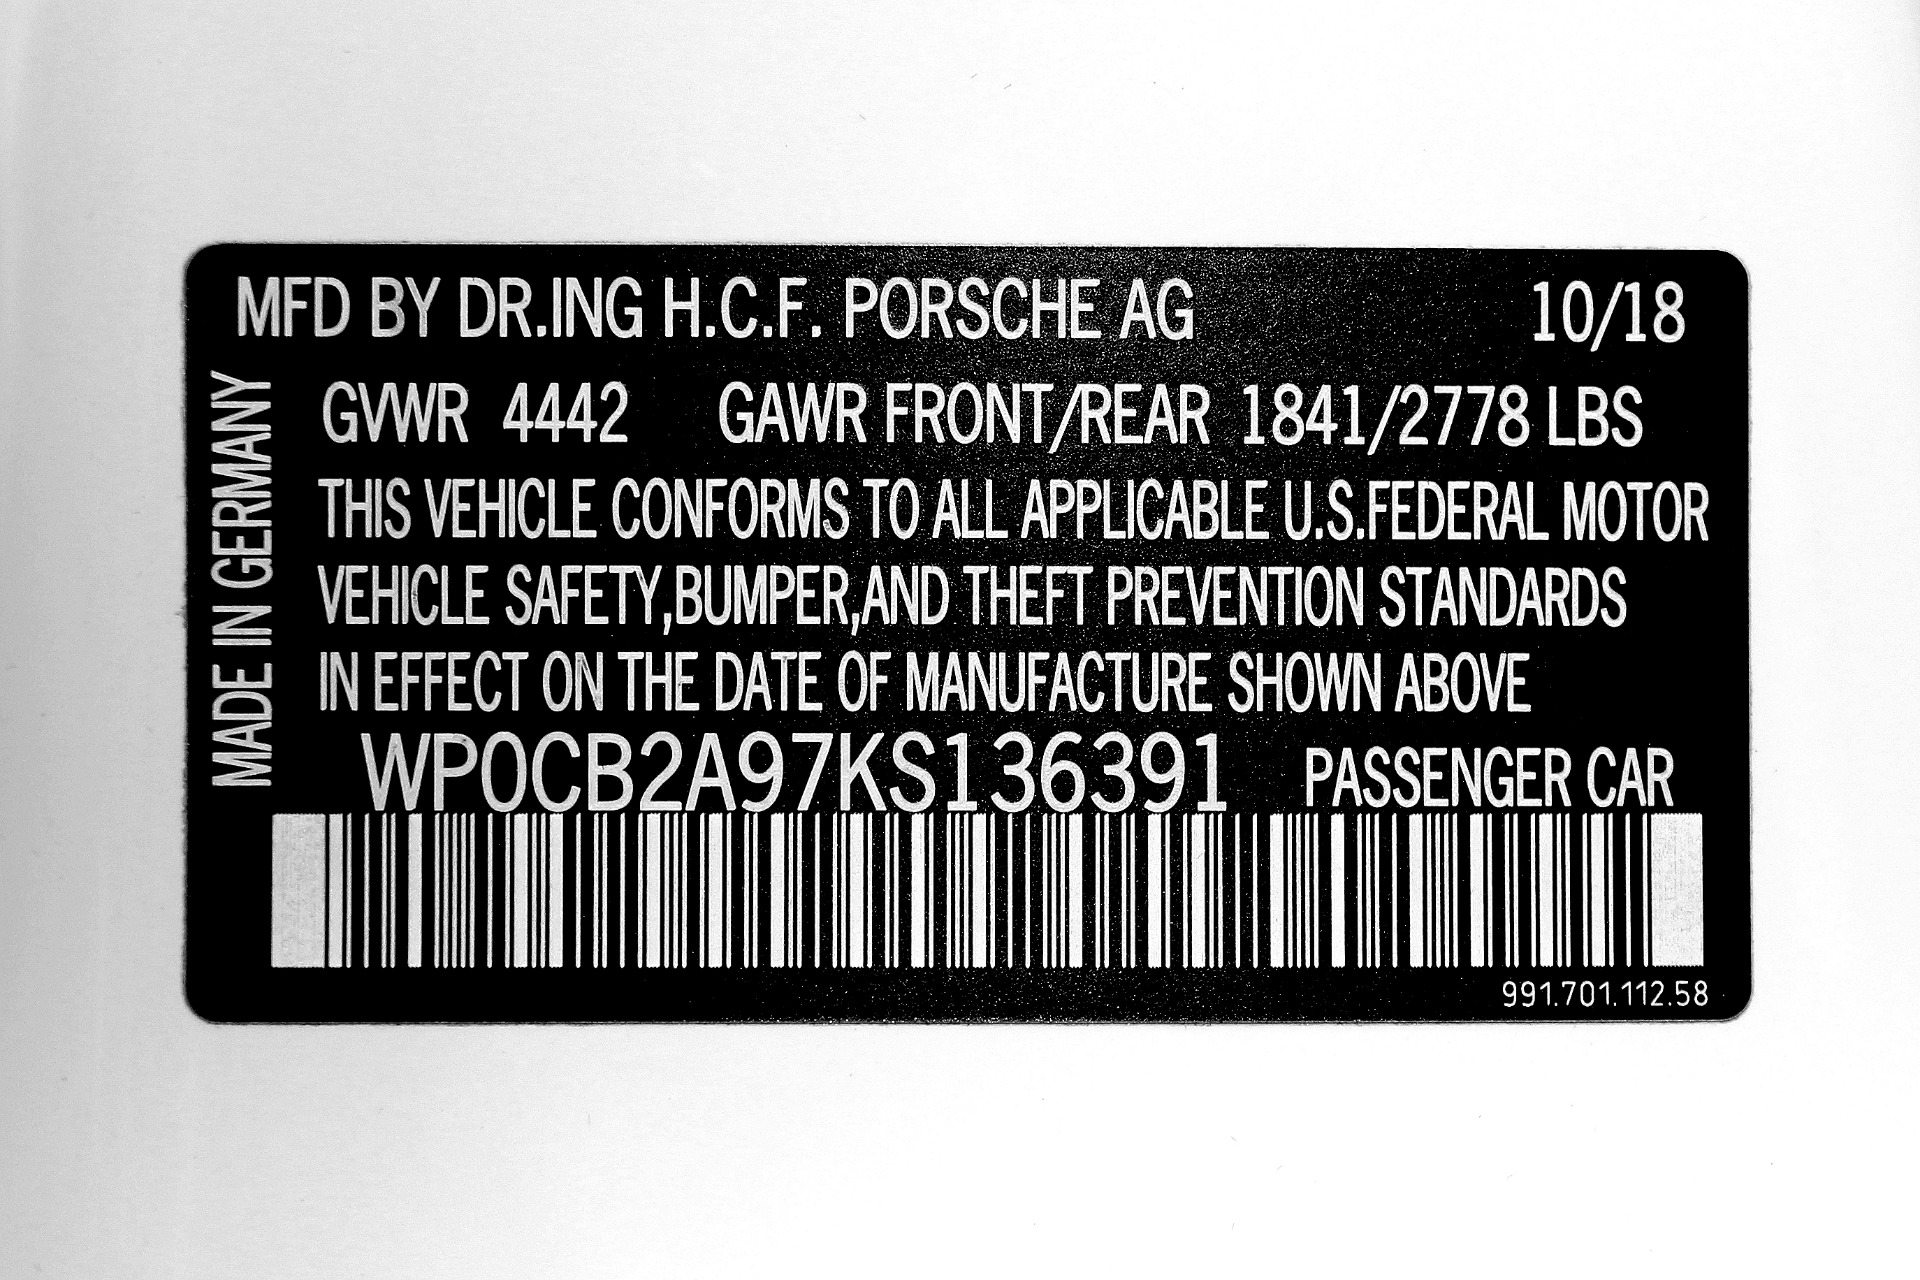 MFD BY DR.ING H.C.F. PORSCHE AG 10/18
MADE IN GERMANY
GVWR 4442 GAWR FRONT/REAR 1841/2778 LBS
THIS VEHICLE CONFORMS TO ALL APPLICABLE U.S.FEDERAL MOTOR
VEHICLE SAFETY,BUMPER,AND THEFT PREVENTION STANDARDS
IN EFFECT ON THE DATE OF MANUFACTURE SHOWN ABOVE
WP0CB2A97KS136391 PASSENGER CAR
991.701.112.58